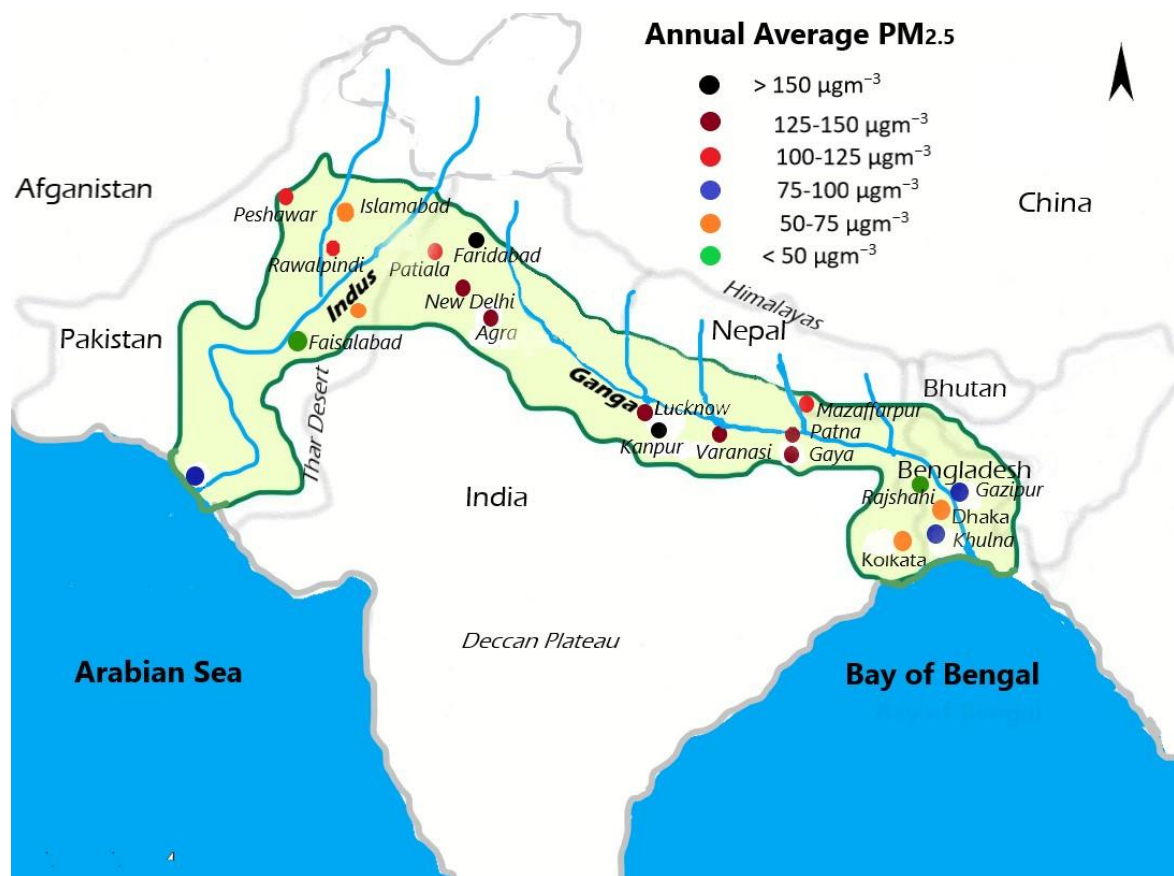 Annual Average PM2.5
> 150 µgm⁻³
125-150 µgm⁻³
100-125 µgm⁻³
75-100 µgm⁻³
50-75 µgm⁻³
< 50 µgm⁻³
Afganistan
China
Peshawar
Islamabad
Rawalpindi
Patiala
Faridabad
Indus
New Delhi
Agra
Himalayas
Pakistan
Faisalabad
Nepal
Thar Desert
Ganga
Lucknow
Mazaffarpur
Bhutan
Kanpur
Varanasi
Patna
Gaya
Bengladesh
Rajshahi
Gazipur
India
Dhaka
Khulna
Kolkata
Deccan Plateau
Arabian Sea
Bay of Bengal
Bay of Bengal